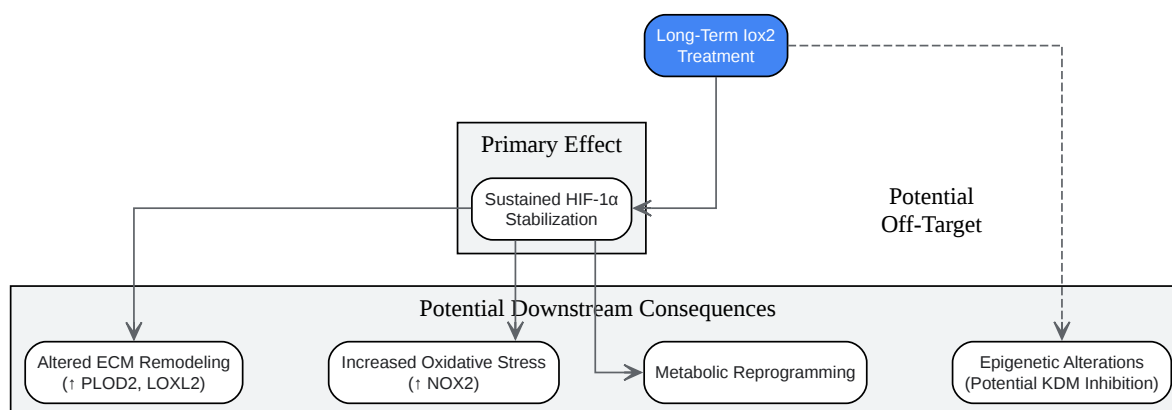 Long-Term Iox2
Treatment
Primary Effect
Sustained HIF-1α
Stabilization
Potential
Off-Target
Potential Downstream Consequences
Altered ECM Remodeling
(↑ PLOD2, LOXL2)
Increased Oxidative Stress
(↑ NOX2)
Metabolic Reprogramming
Epigenetic Alterations
(Potential KDM Inhibition)